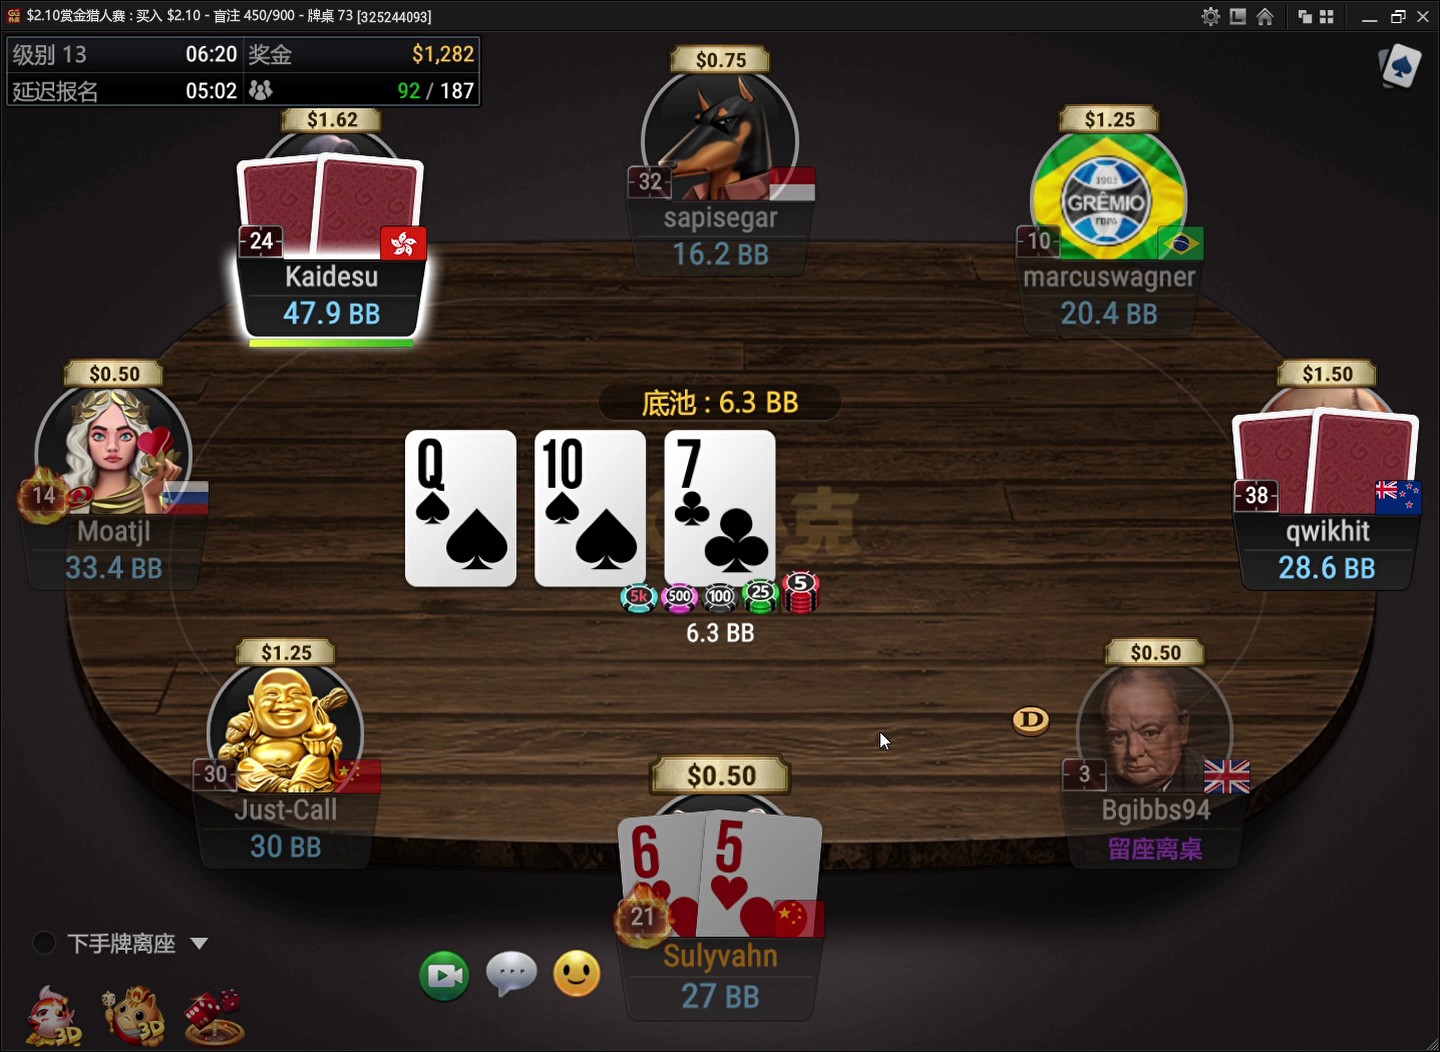 $2.10赏金猎人赛 : 买入 $2.10 - 盲注 450/900 - 牌桌 73 [325244093]
级别 13 06:20 奖金 $1,282
延迟报名 05:02 92 / 187
$0.75
32
sapisegar
16.2 BB
$1.62
24
Kaidesu
47.9 BB
$1.25
1903
GRÊMIO
FBPA
10
marcuswagner
20.4 BB
$0.50
14
Moatjl
33.4 BB
$1.50
38
qwikhit
28.6 BB
底池 : 6.3 BB
Q 10 7
克
5k 500 100 25 5
6.3 BB
$1.25
30
Just-Call
30 BB
$0.50
3
Bgibbs94
留座离桌
D
$0.50
6 5
21
Sulyvahn
27 BB
下手牌离座
3D 3D